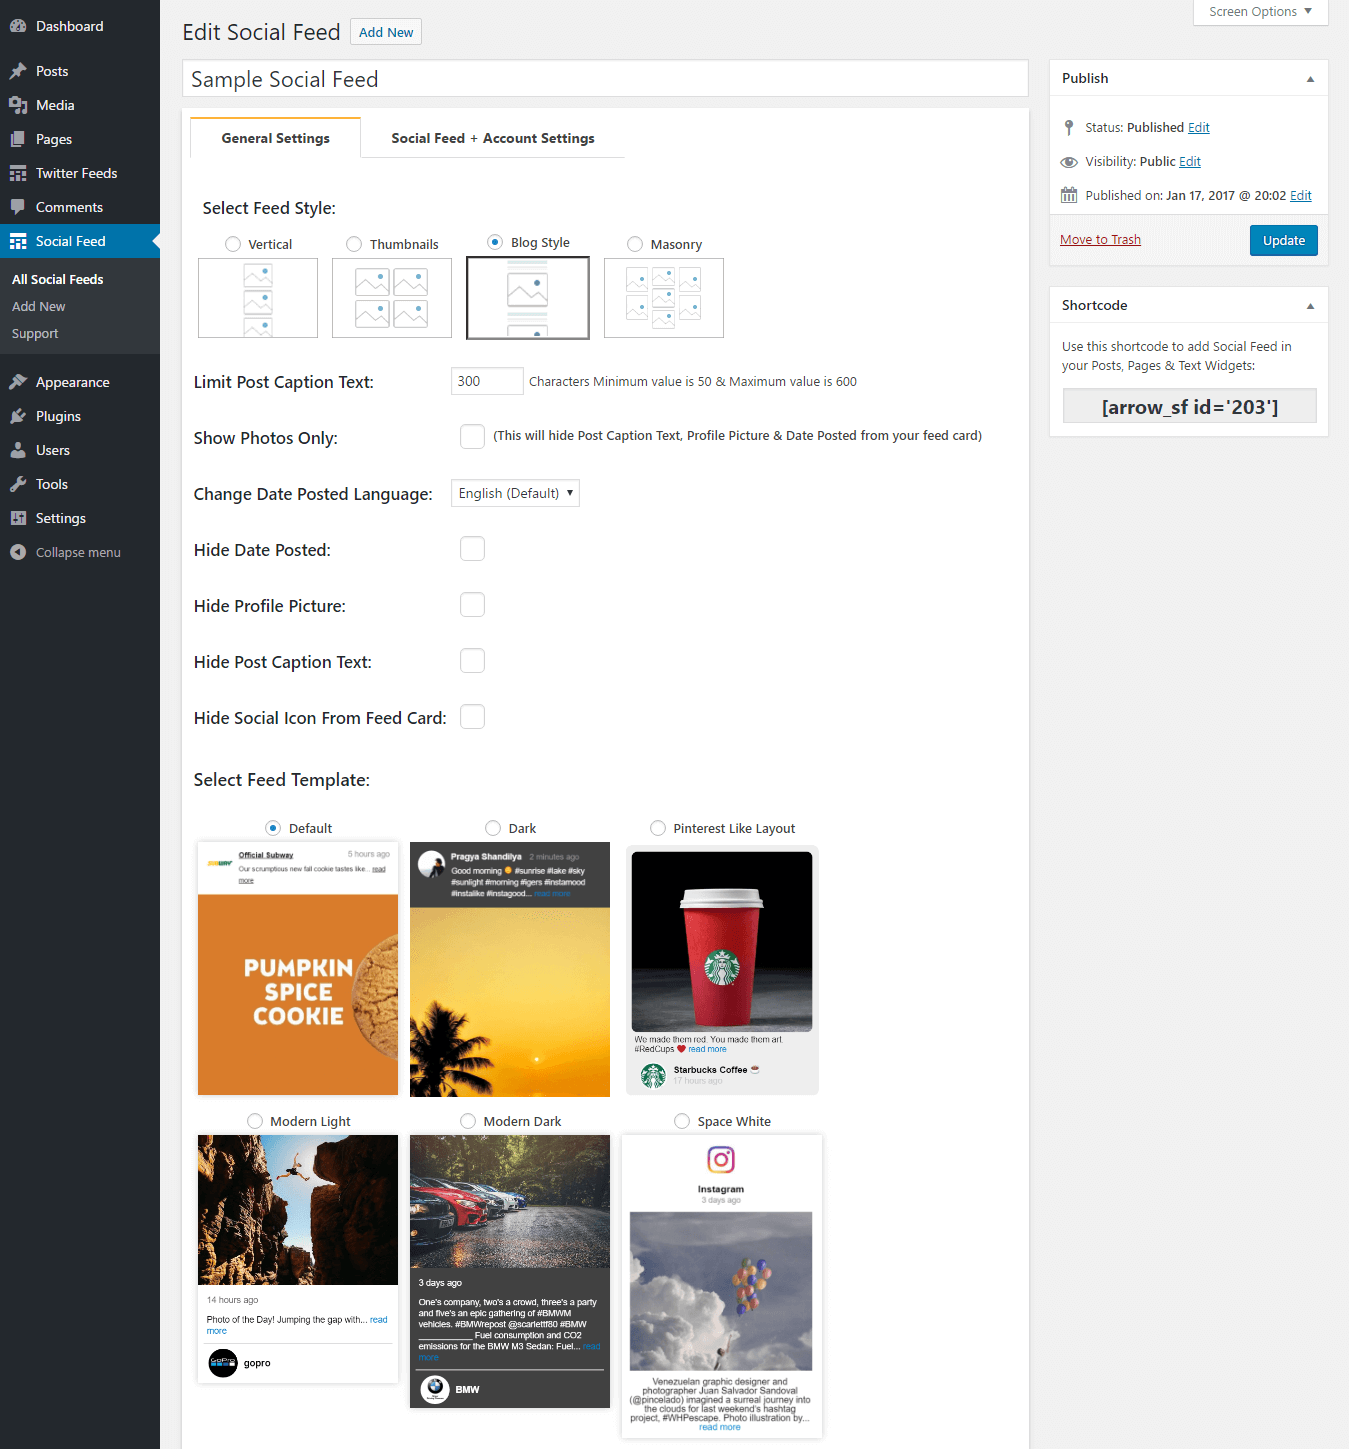 Dashboard
Posts
Media
Pages
Twitter Feeds
Comments
Social Feed
All Social Feeds
Add New
Support
Appearance
Plugins
Users
Tools
Settings
Collapse menu
Screen Options
Edit Social Feed
Add New
Sample Social Feed
General Settings
Social Feed + Account Settings
Select Feed Style:
Vertical
Thumbnails
Blog Style
Masonry
Limit Post Caption Text:
300
Characters Minimum value is 50 & Maximum value is 600
Show Photos Only:
(This will hide Post Caption Text, Profile Picture & Date Posted from your feed card)
Change Date Posted Language:
English (Default)
Hide Date Posted:
Hide Profile Picture:
Hide Post Caption Text:
Hide Social Icon From Feed Card:
Select Feed Template:
Default
SUBWAY
Official Subway
5 hours ago
Our scrumptious new fall cookie tastes like... read
more
PUMPKIN
SPICE
COOKIE
Dark
Pragya Shandilya 2 minutes ago
Good morning #sunrise #lake #sky
#sunlight #morning #igers #instamood
#instalike #instagood... read more
Pinterest Like Layout
We made them red. You made them art.
#RedCups ❤ read more
Starbucks Coffee ☕
17 hours ago
Modern Light
14 hours ago
Photo of the Day! Jumping the gap with... read
more
GoPro
gopro
Modern Dark
3 days ago
One's company, two's a crowd, three's a party
and five's an epic gathering of #BMWM
vehicles. #BMWrepost @scarlettf80 #BMW
___________ Fuel consumption and CO2
emissions for the BMW M3 Sedan: Fuel... read
more
BMW
Space White
Instagram
3 days ago
Venezuelan graphic designer and
photographer Juan Salvador Sandoval
(@pincelado) imagined a surreal journey into
the clouds for last weekend's hashtag
project, #WHPescape. Photo illustration by...
read more
Publish
Status: Published Edit
Visibility: Public Edit
Published on: Jan 17, 2017 @ 20:02 Edit
Move to Trash
Update
Shortcode
Use this shortcode to add Social Feed in
your Posts, Pages & Text Widgets:
[arrow_sf id='203']